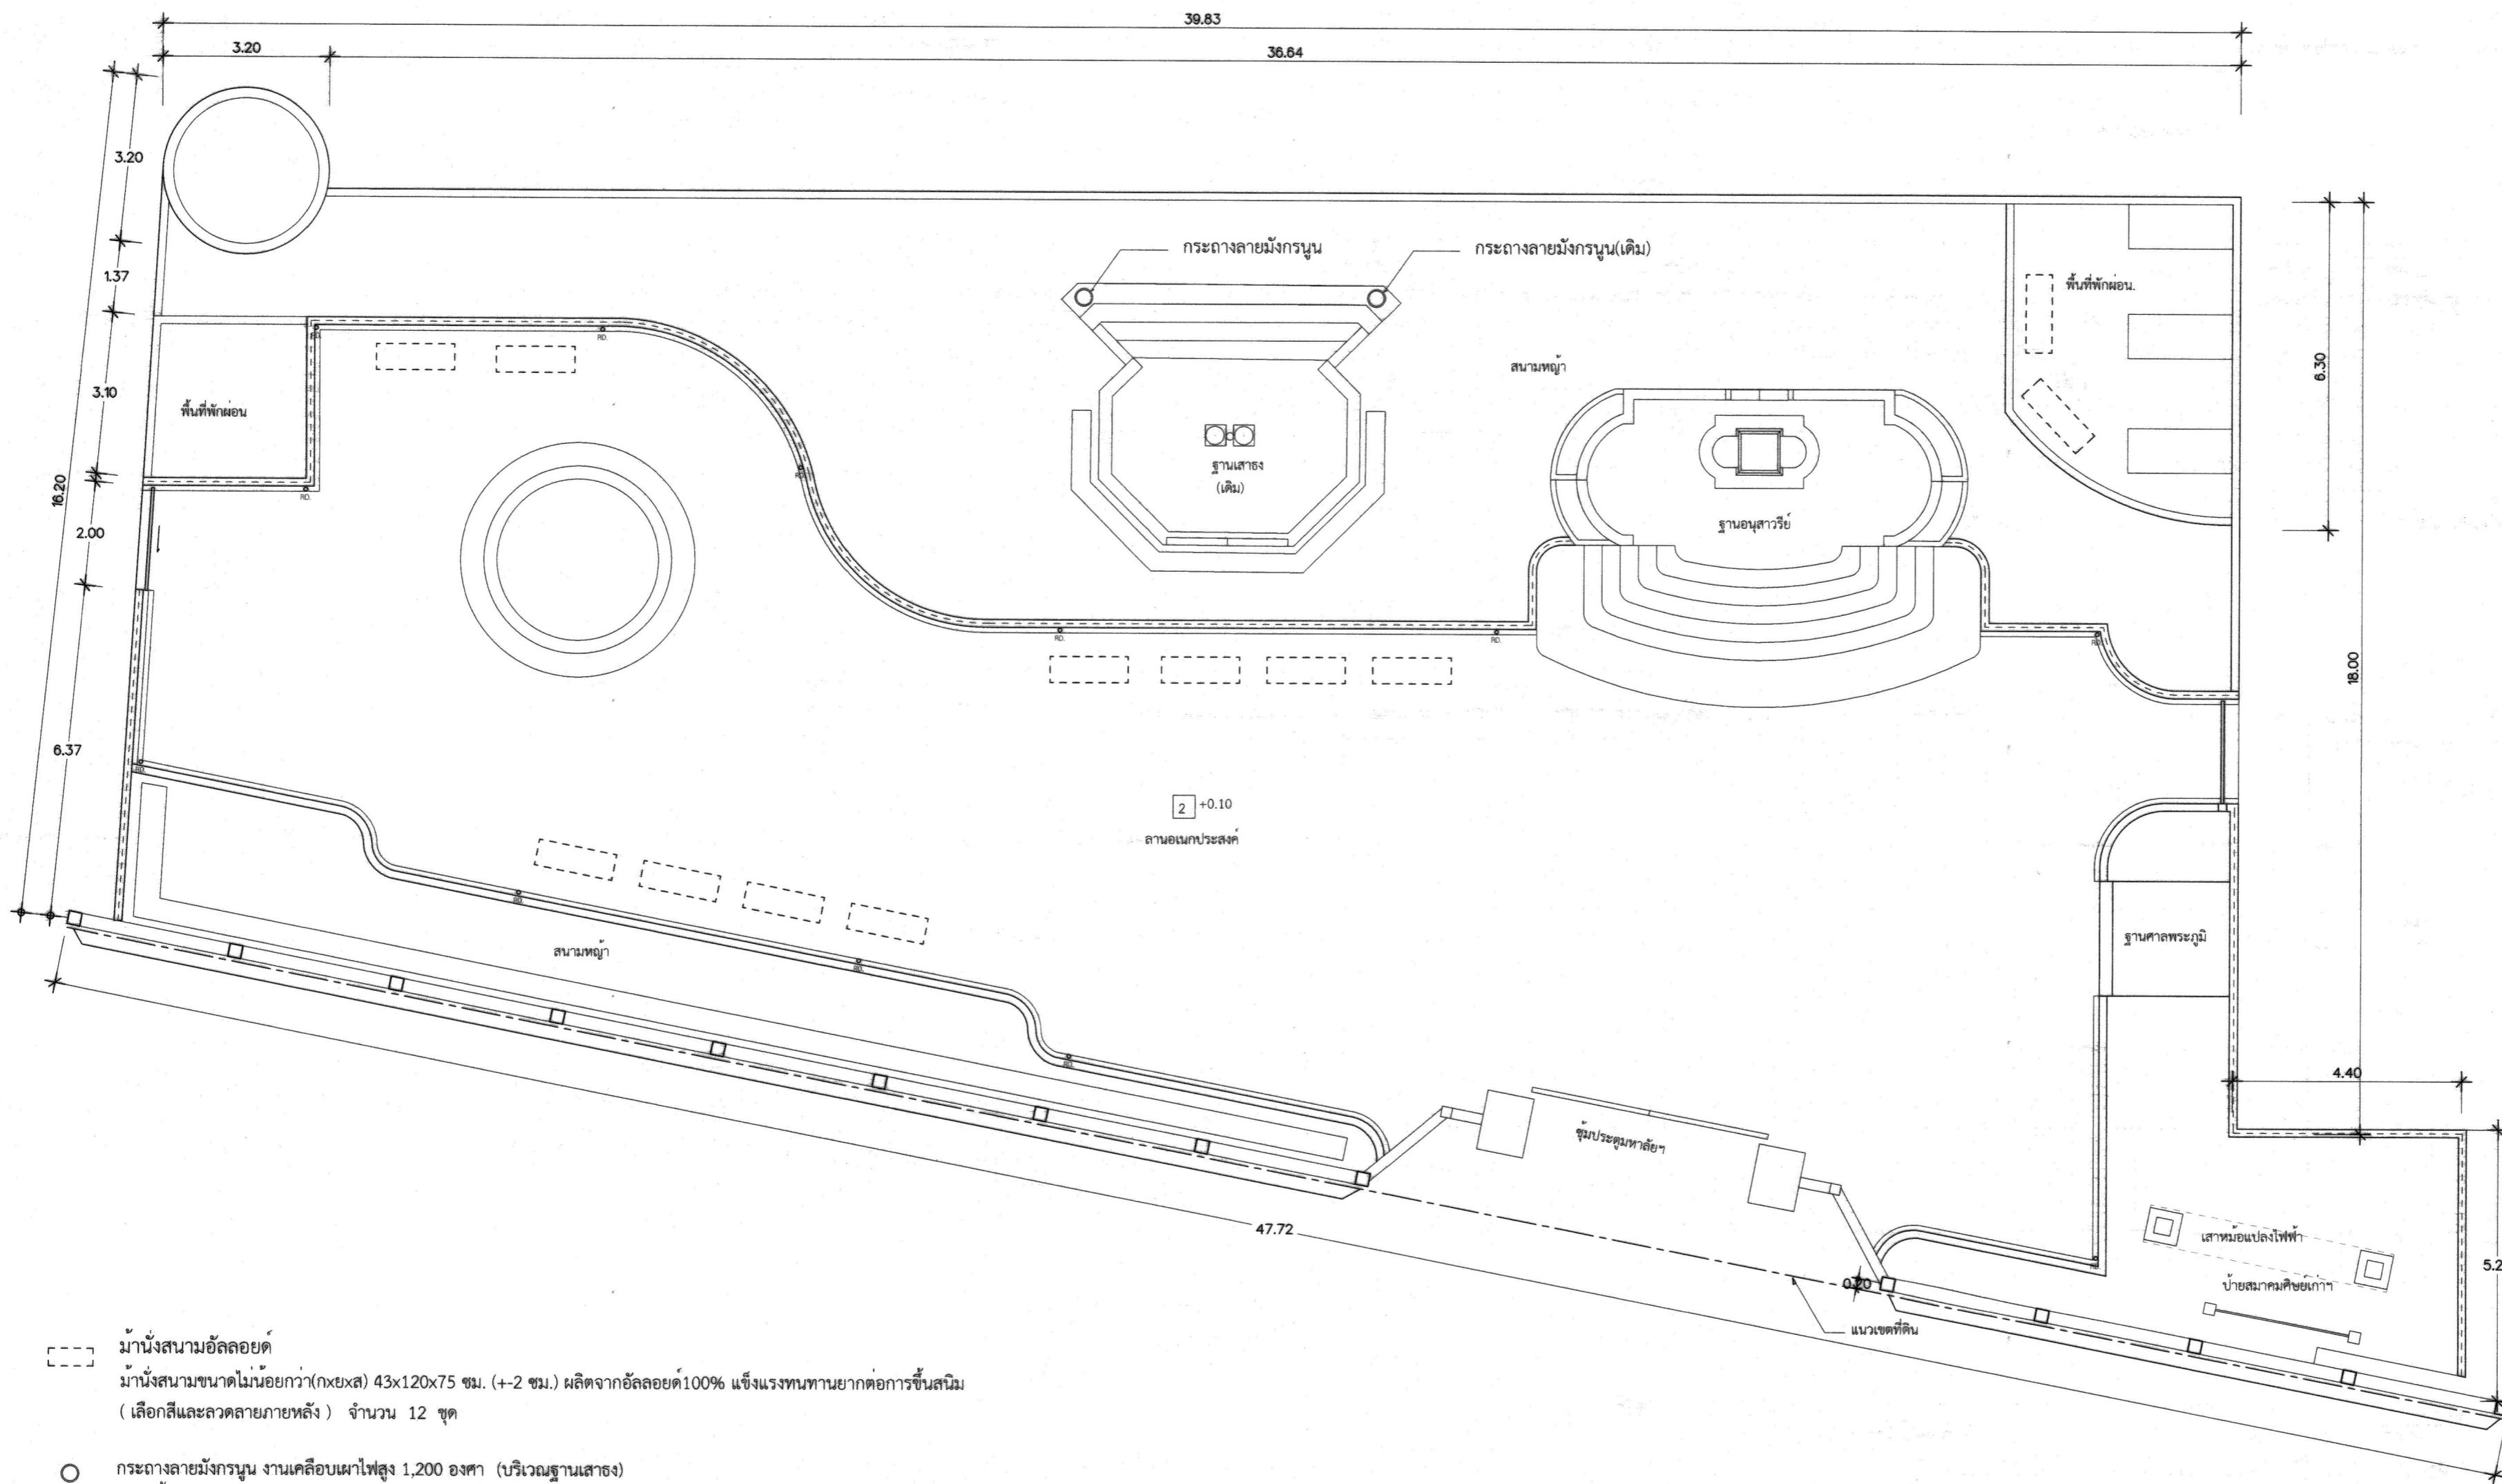 39.83
3.20
36.64
3.20
1.37
3.10
16.20
2.00
6.37
กระถางลายมังกรนูน
กระถางลายมังกรนูน(เดิม)
พื้นที่พักผ่อน.
สนามหญ้า
6.30
พื้นที่พักผ่อน
RD.
RD.
RD.
RD.
ฐานเสาธง
(เดิม)
ฐานอนุสาวรีย์
RD.
RD.
RD.
18.00
RD.
2 +0.10
ลานอเนกประสงค์
RD.
RD.
RD.
สนามหญ้า
ฐานศาลพระภูมิ
4.40
ซุ้มประตูมหาลัยฯ
47.72
เสาหม้อแปลงไฟฟ้า
ป้ายสมาคมศิษย์เก่าฯ
5.2
0.20
แนวเขตที่ดิน
ม้านั่งสนามอัลลอยด์
ม้านั่งสนามขนาดไม่น้อยกว่า(กxยxส) 43x120x75 ซม. (+-2 ซม.) ผลิตจากอัลลอยด์100% แข็งแรงทนทานยากต่อการขึ้นสนิม
( เลือกสีและลวดลายภายหลัง ) จำนวน 12 ชุด
กระถางลายมังกรนูน งานเคลือบเผาไฟสูง 1,200 องศา (บริเวณฐานเสาธง)